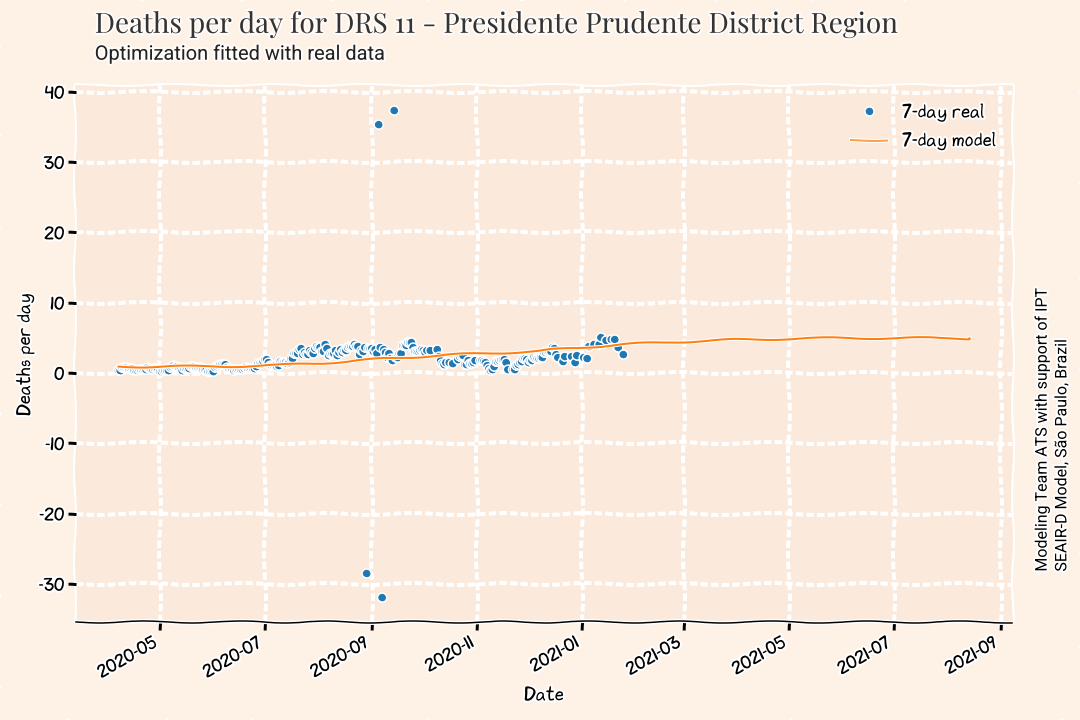 Deaths per day for DRS 11 - Presidente Prudente District Region
Optimization fitted with real data
7-day real
7-day model
40
30
20
10
0
-10
-20
-30
Deaths per day
2020-05
2020-07
2020-09
2020-11
2021-01
2021-03
2021-05
2021-07
2021-09
Date
Modeling Team ATS with support of IPT
SEAIR-D Model, São Paulo, Brazil